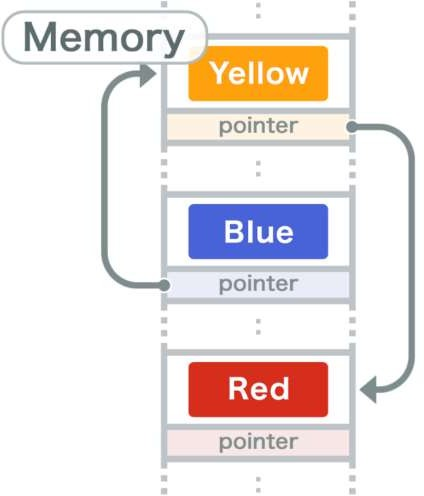 Memory
Yellow
pointer
Blue
pointer
Red
pointer